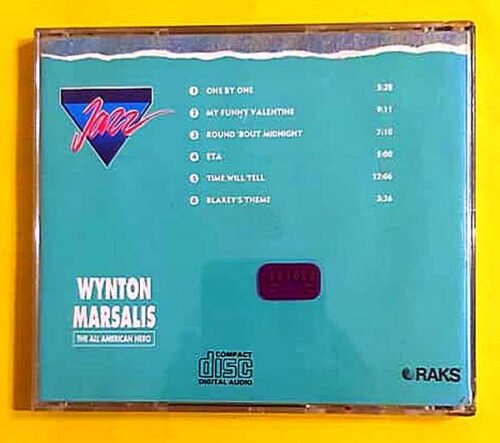 Jazz
1 ONE BY ONE 5:28
2 MY FUNNY VALENTINE 9:11
3 ROUND 'BOUT MIDNIGHT 7:10
4 ETA 5:00
5 TIME WILL TELL 12:06
6 BLAKEY'S THEME 3:26
WYNTON
MARSALIS
THE ALL AMERICAN HERO
COMPACT
disc
DIGITAL AUDIO
RAKS